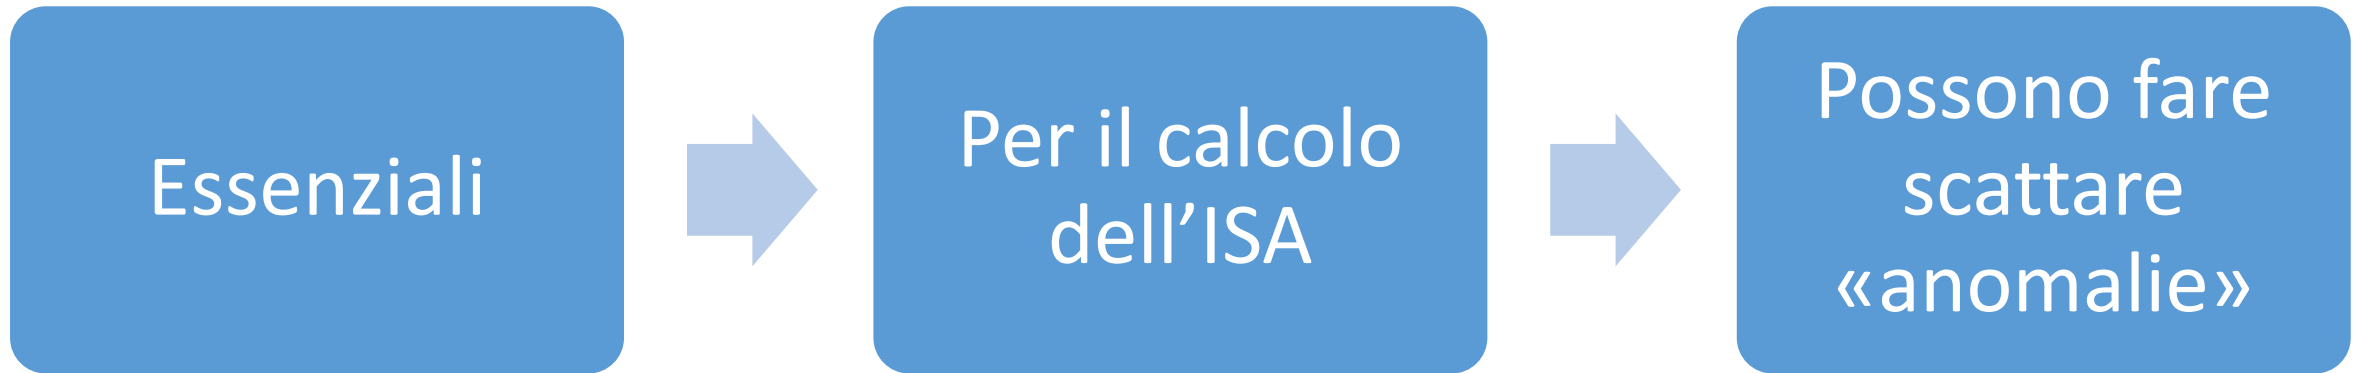 Essenziali
Per il calcolo
dell’ISA
Possono fare
scattare
«anomalie»